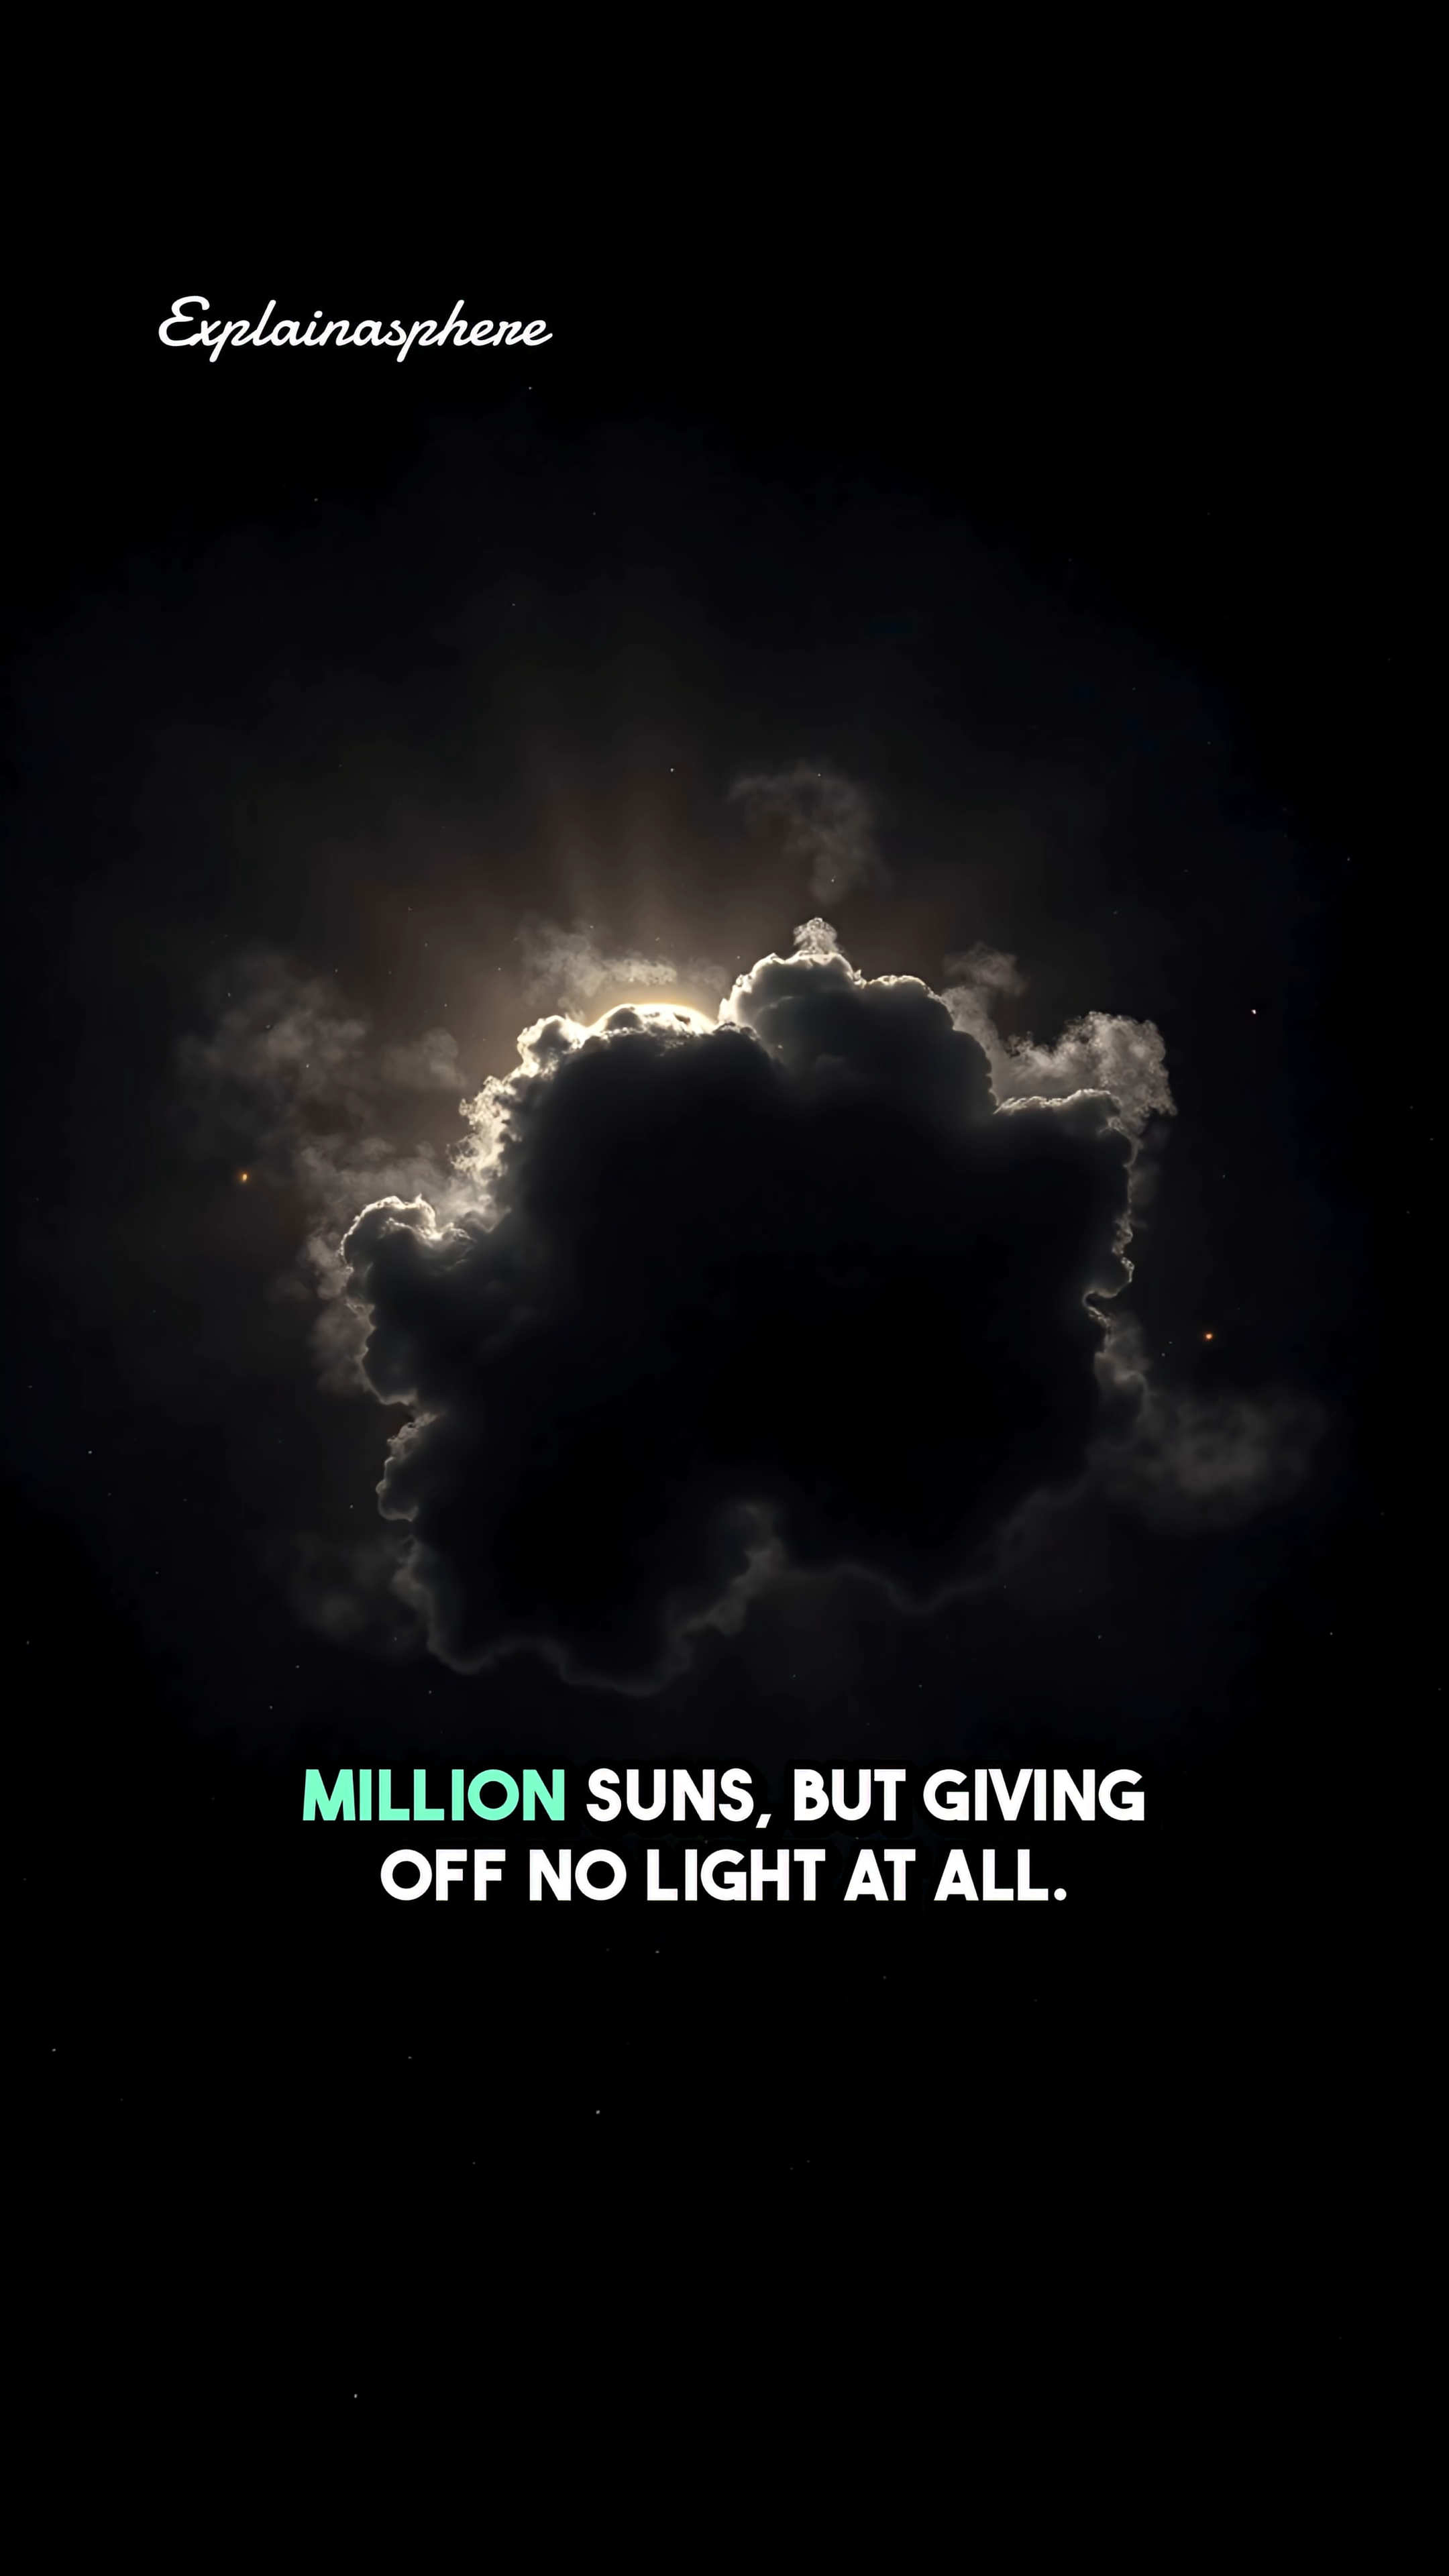 Explainasphere
MILLION SUNS, BUT GIVING
OFF NO LIGHT AT ALL.